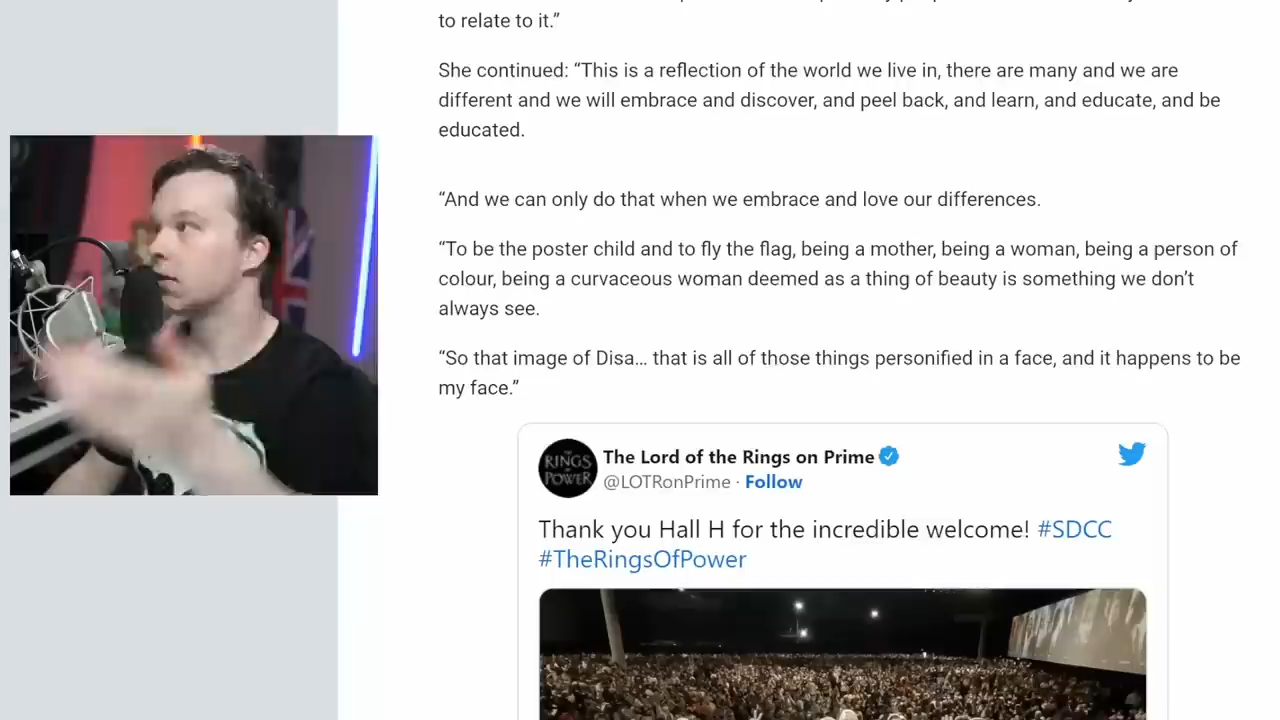 to relate to it.”
She continued: “This is a reflection of the world we live in, there are many and we are
different and we will embrace and discover, and peel back, and learn, and educate, and be
educated.
“And we can only do that when we embrace and love our differences.
“To be the poster child and to fly the flag, being a mother, being a woman, being a person of
colour, being a curvaceous woman deemed as a thing of beauty is something we don’t
always see.
“So that image of Disa... that is all of those things personified in a face, and it happens to be
my face.”
THE
RINGS
OF
POWER
The Lord of the Rings on Prime
@LOTRonPrime · Follow
Thank you Hall H for the incredible welcome! #SDCC
#TheRingsOfPower